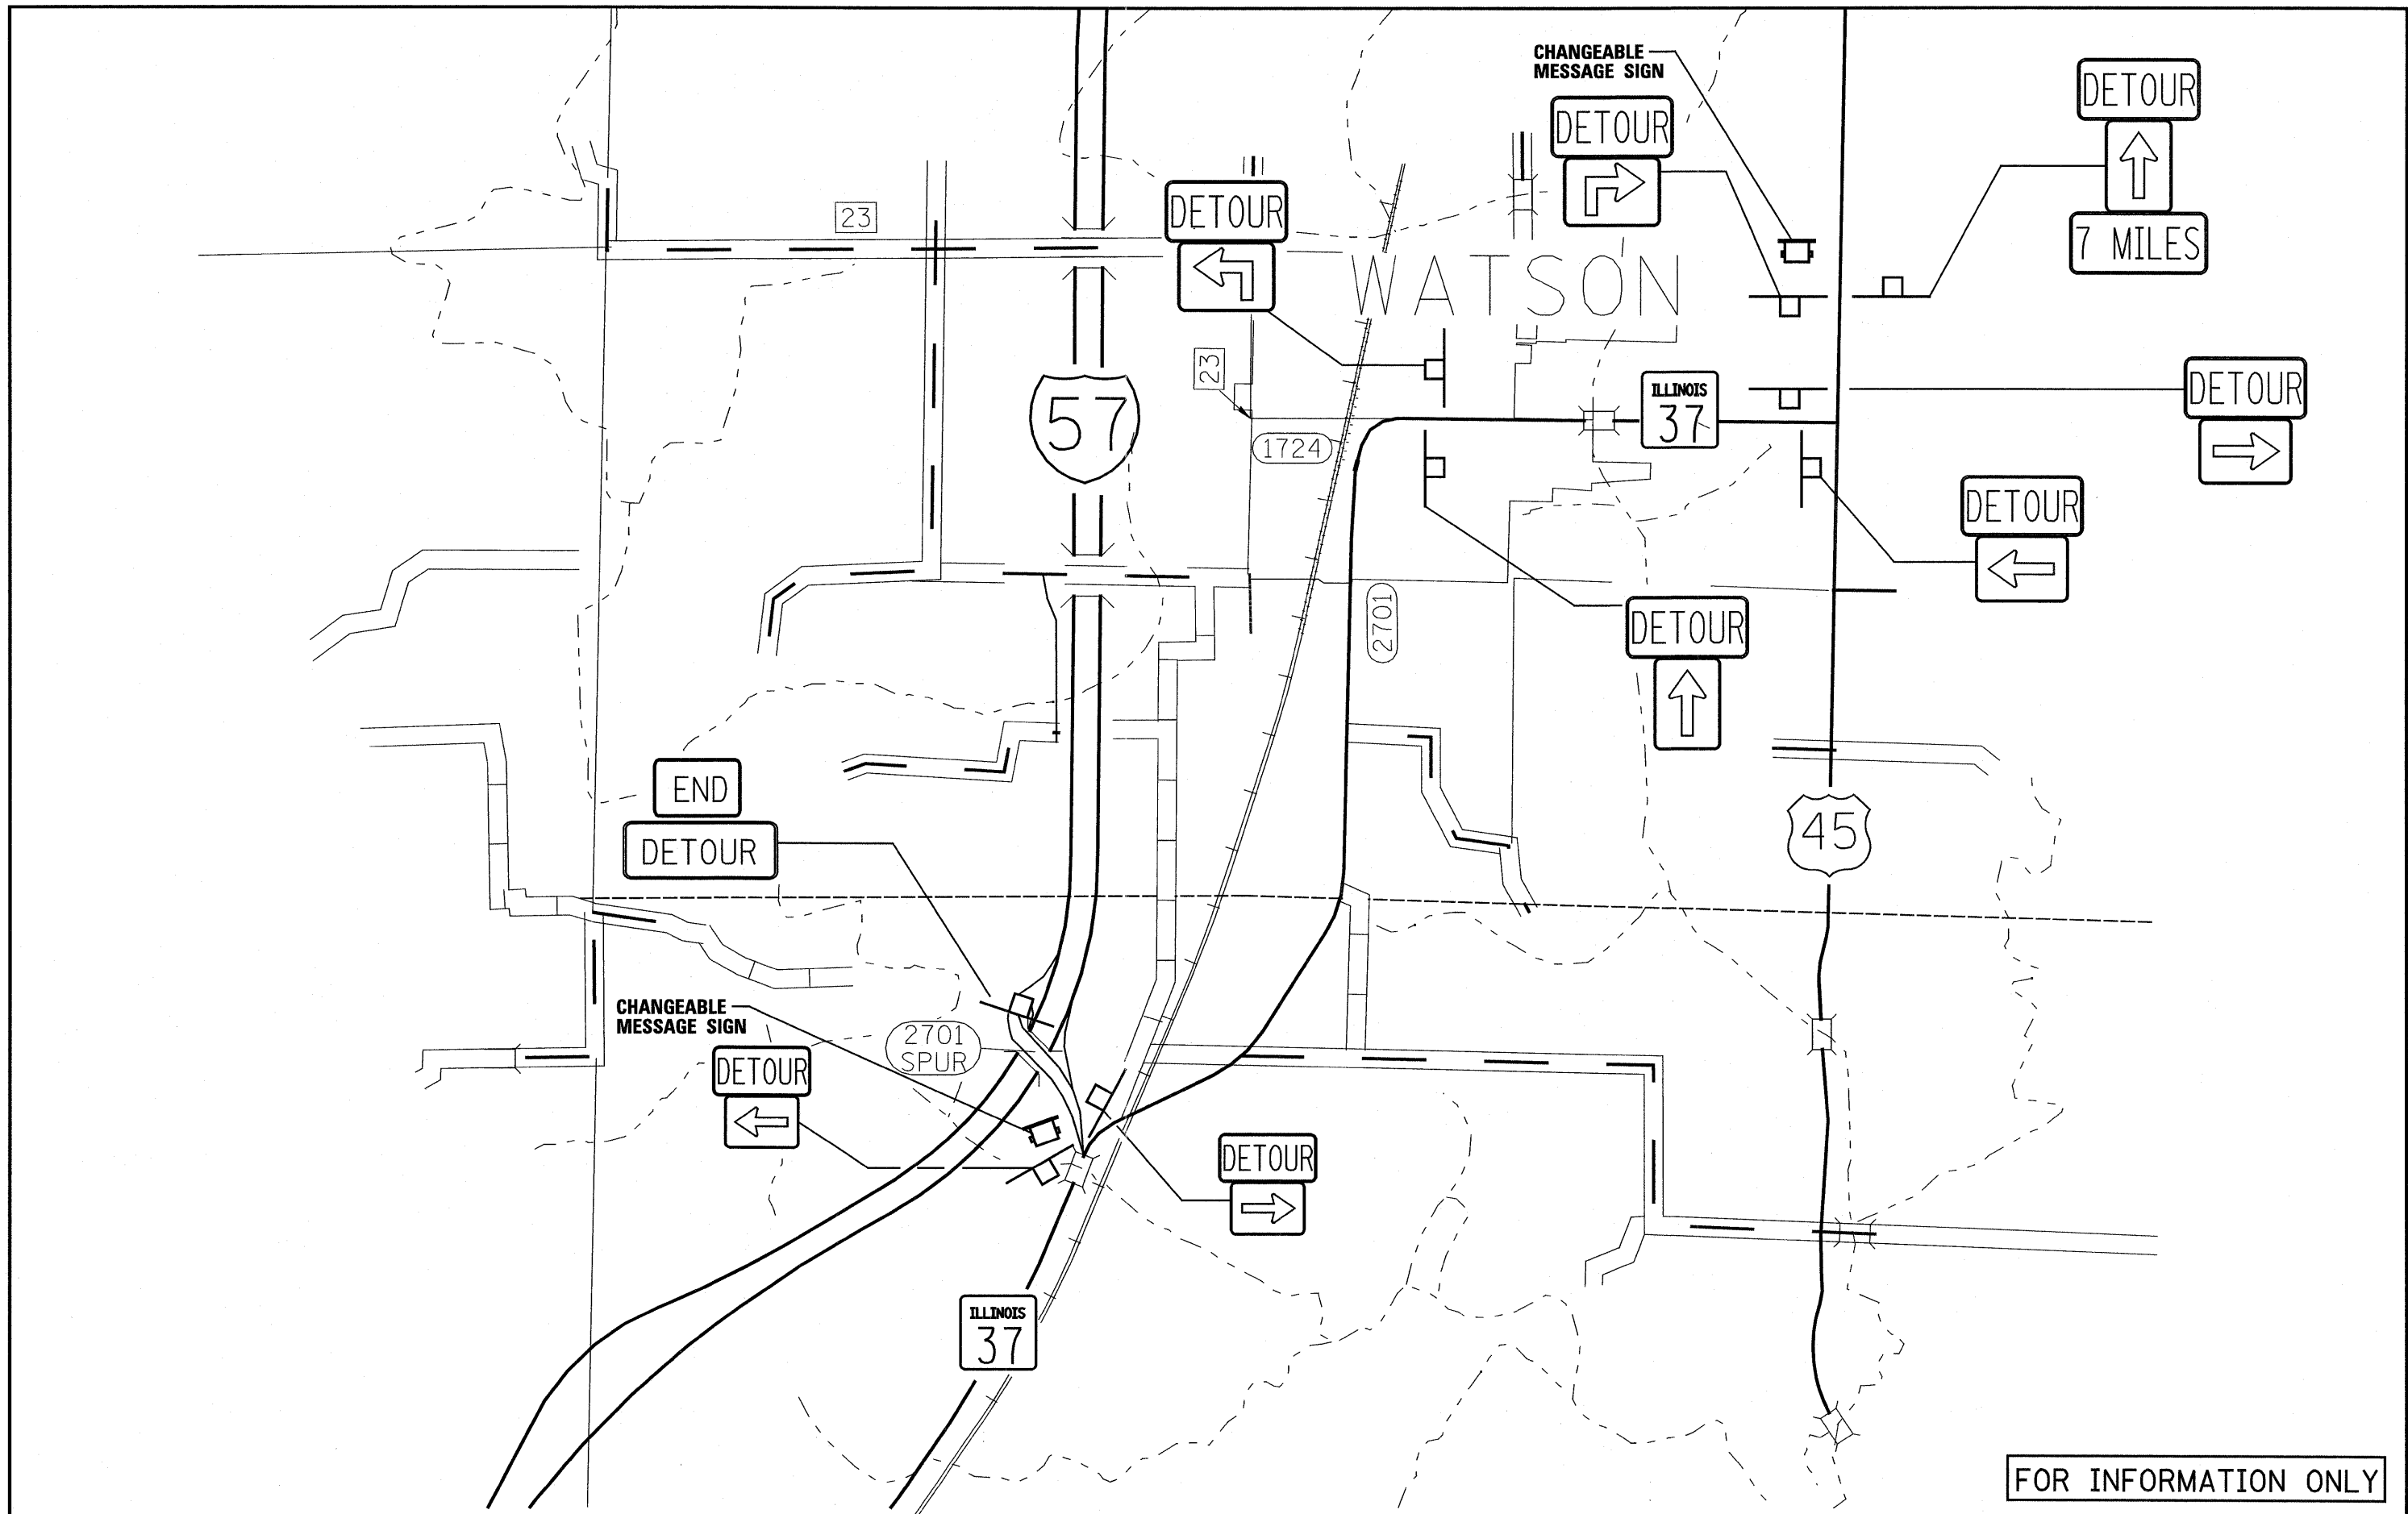 CHANGEABLE
MESSAGE SIGN
DETOUR
DETOUR
7 MILES
DETOUR
23
WATSON
57
23
1724
ILLINOIS
37
DETOUR
DETOUR
2701
DETOUR
END
DETOUR
45
CHANGEABLE
MESSAGE SIGN
2701
SPUR
DETOUR
DETOUR
ILLINOIS
37
FOR INFORMATION ONLY